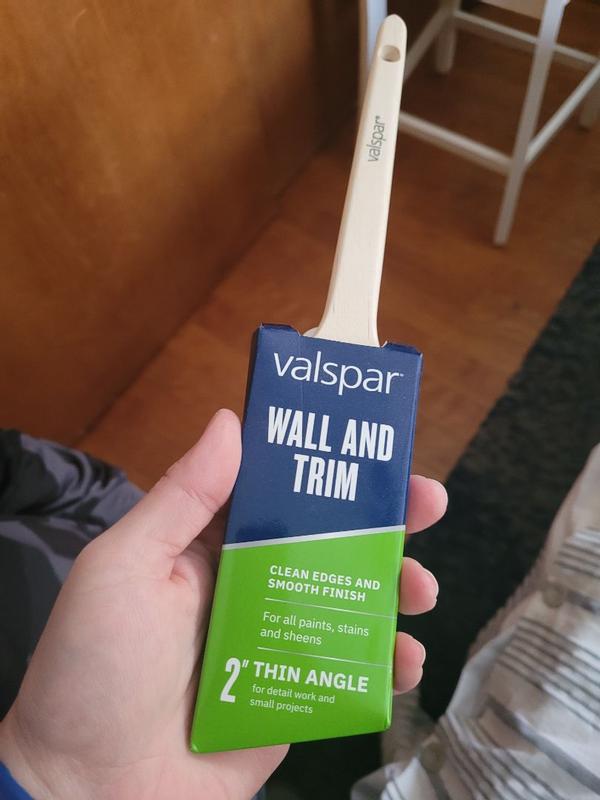 valspar®
valspar™
WALL AND
TRIM
CLEAN EDGES AND
SMOOTH FINISH
For all paints, stains
and sheens
2" THIN ANGLE
for detail work and
small projects